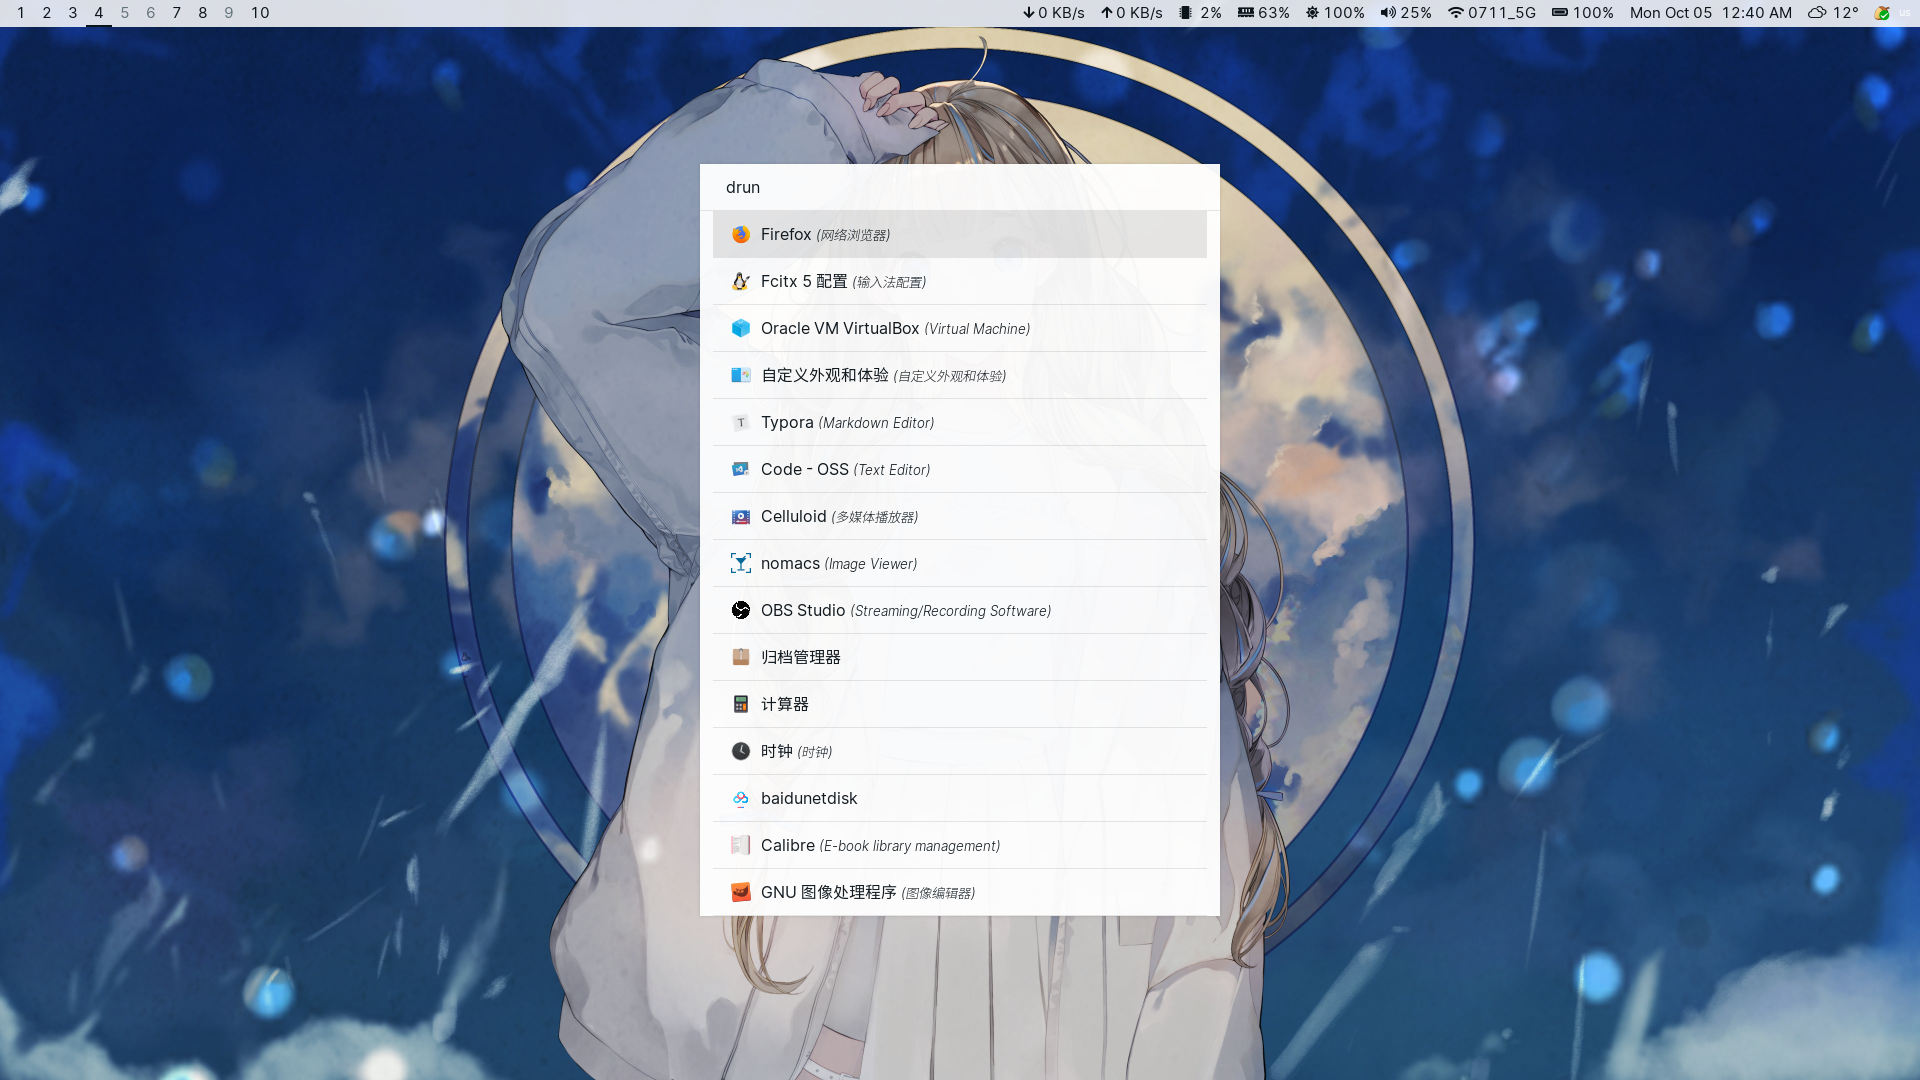 1 2 3 4 5 6 7 8 9 10 0 KB/s 0 KB/s 2% 63% 100% 25% 0711_5G 100% Mon Oct 05 12:40 AM 12° us
drun
Firefox (网络浏览器)
Fcitx 5 配置 (输入法配置)
Oracle VM VirtualBox (Virtual Machine)
自定义外观和体验 (自定义外观和体验)
Typora (Markdown Editor)
Code - OSS (Text Editor)
Celluloid (多媒体播放器)
nomacs (Image Viewer)
OBS Studio (Streaming/Recording Software)
归档管理器
计算器
时钟 (时钟)
baidunetdisk
Calibre (E-book library management)
GNU 图像处理程序 (图像编辑器)